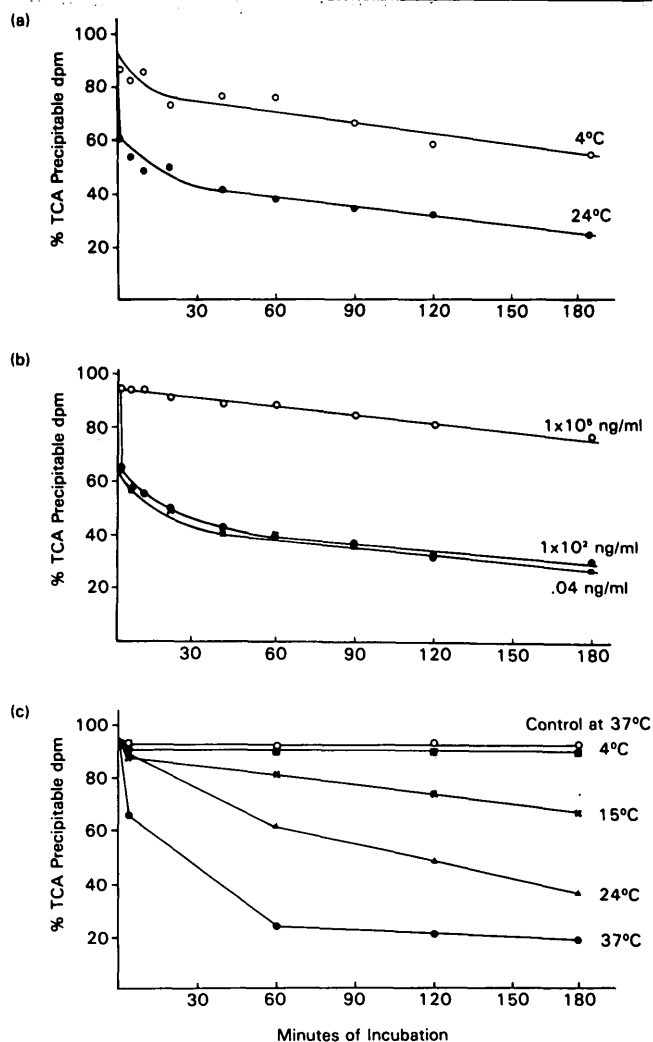 (a)
% TCA Precipitable dpm
100
80
60
40
20
4°C
24°C
30
60
90
120
150
180
(b)
% TCA Precipitable dpm
100
80
60
40
20
1x10⁶ ng/ml
1x10² ng/ml
.04 ng/ml
30
60
90
120
150
180
(c)
% TCA Precipitable dpm
100
80
60
40
20
Control at 37°C
4°C
15°C
24°C
37°C
30
60
90
120
150
180
Minutes of Incubation